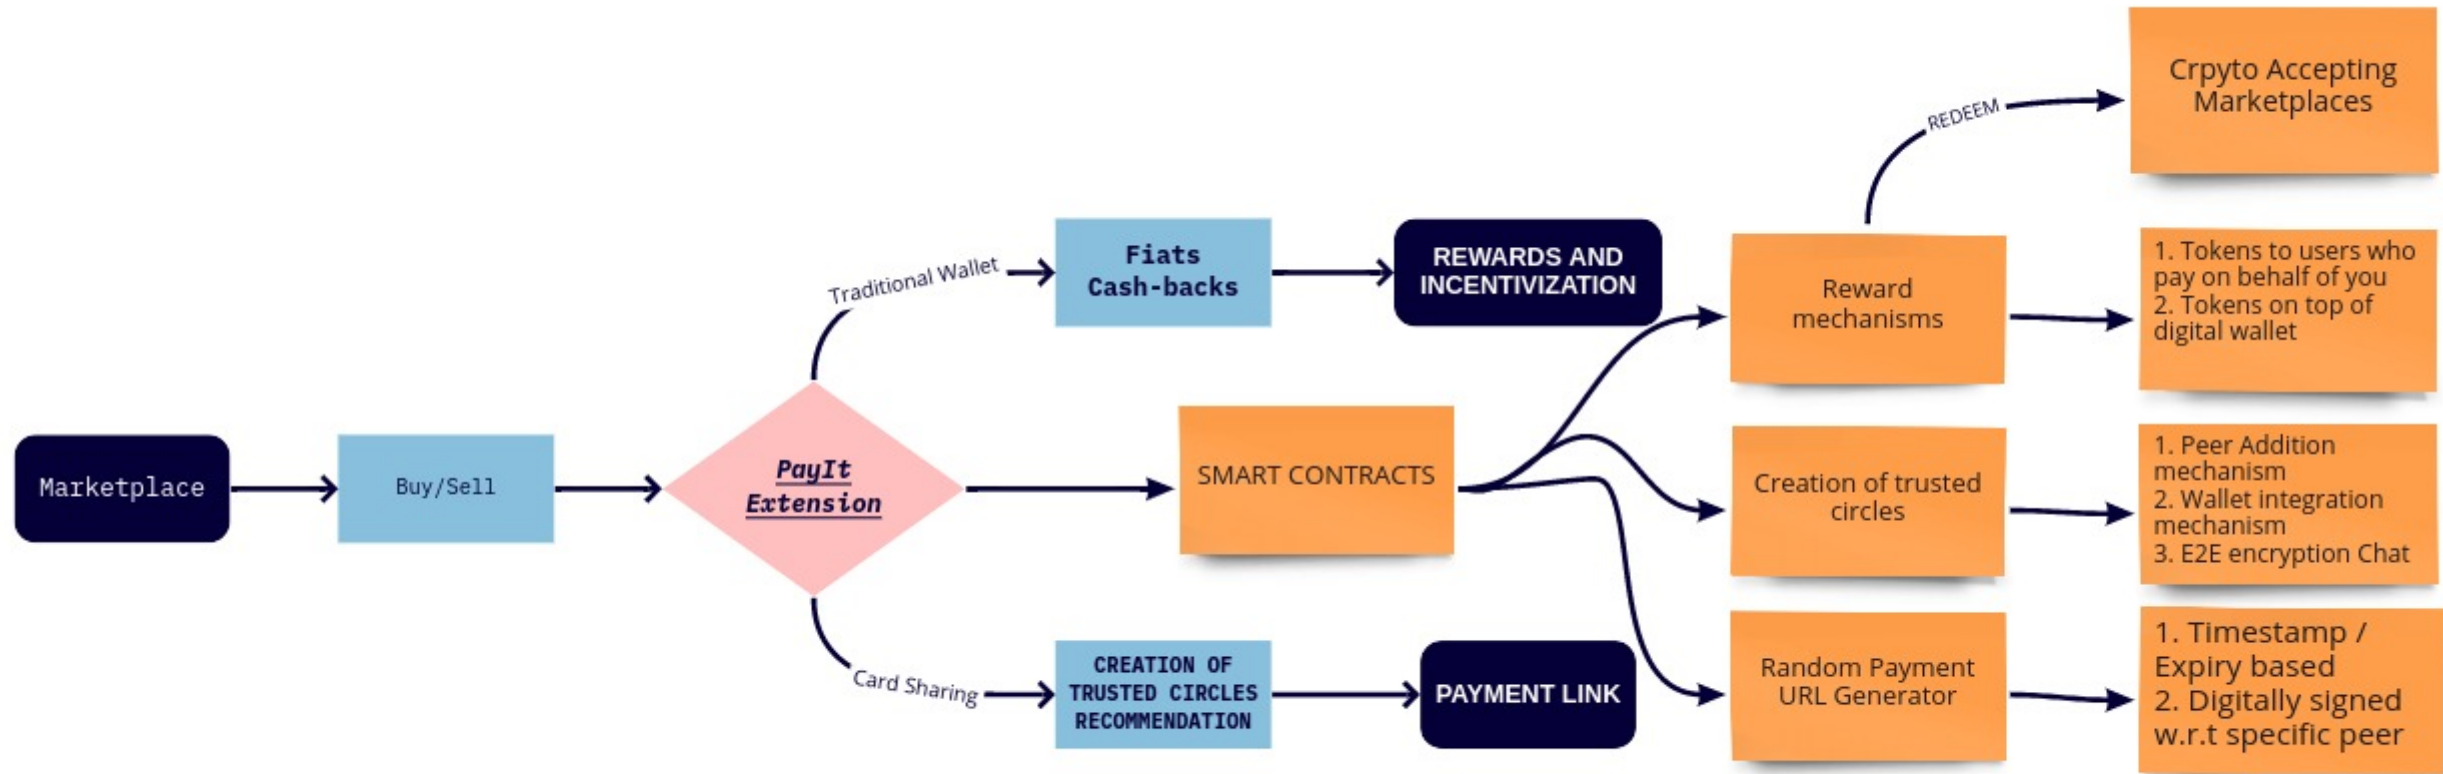 Marketplace
Buy/Sell
PayIt
Extension
Traditional Wallet
Fiats
Cash-backs
REWARDS AND
INCENTIVIZATION
SMART CONTRACTS
Card Sharing
CREATION OF
TRUSTED CIRCLES
RECOMMENDATION
PAYMENT LINK
Reward
mechanisms
REDEEM
Crpyto Accepting
Marketplaces
1. Tokens to users who
pay on behalf of you
2. Tokens on top of
digital wallet
Creation of trusted
circles
1. Peer Addition
mechanism
2. Wallet integration
mechanism
3. E2E encryption Chat
Random Payment
URL Generator
1. Timestamp /
Expiry based
2. Digitally signed
w.r.t specific peer